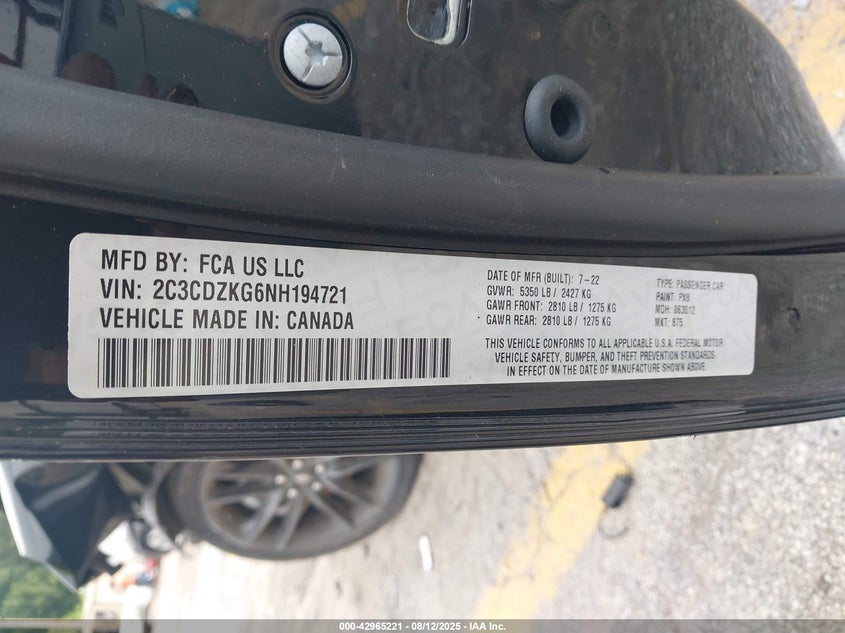 MFD BY: FCA US LLC
VIN: 2C3CDZKG6NH194721
VEHICLE MADE IN: CANADA
DATE OF MFR (BUILT): 7-22
GVWR: 5350 LB / 2427 KG
GAWR FRONT: 2810 LB / 1275 KG
GAWR REAR: 2810 LB / 1275 KG
TYPE: PASSENGER CAR
PAINT: PX8
MDH: 063012
MKT: 875
THIS VEHICLE CONFORMS TO ALL APPLICABLE U.S.A. FEDERAL MOTOR
VEHICLE SAFETY, BUMPER, AND THEFT PREVENTION STANDARDS
IN EFFECT ON THE DATE OF MANUFACTURE SHOWN ABOVE.
000-42965221 - 08/12/2025 - IAA Inc.